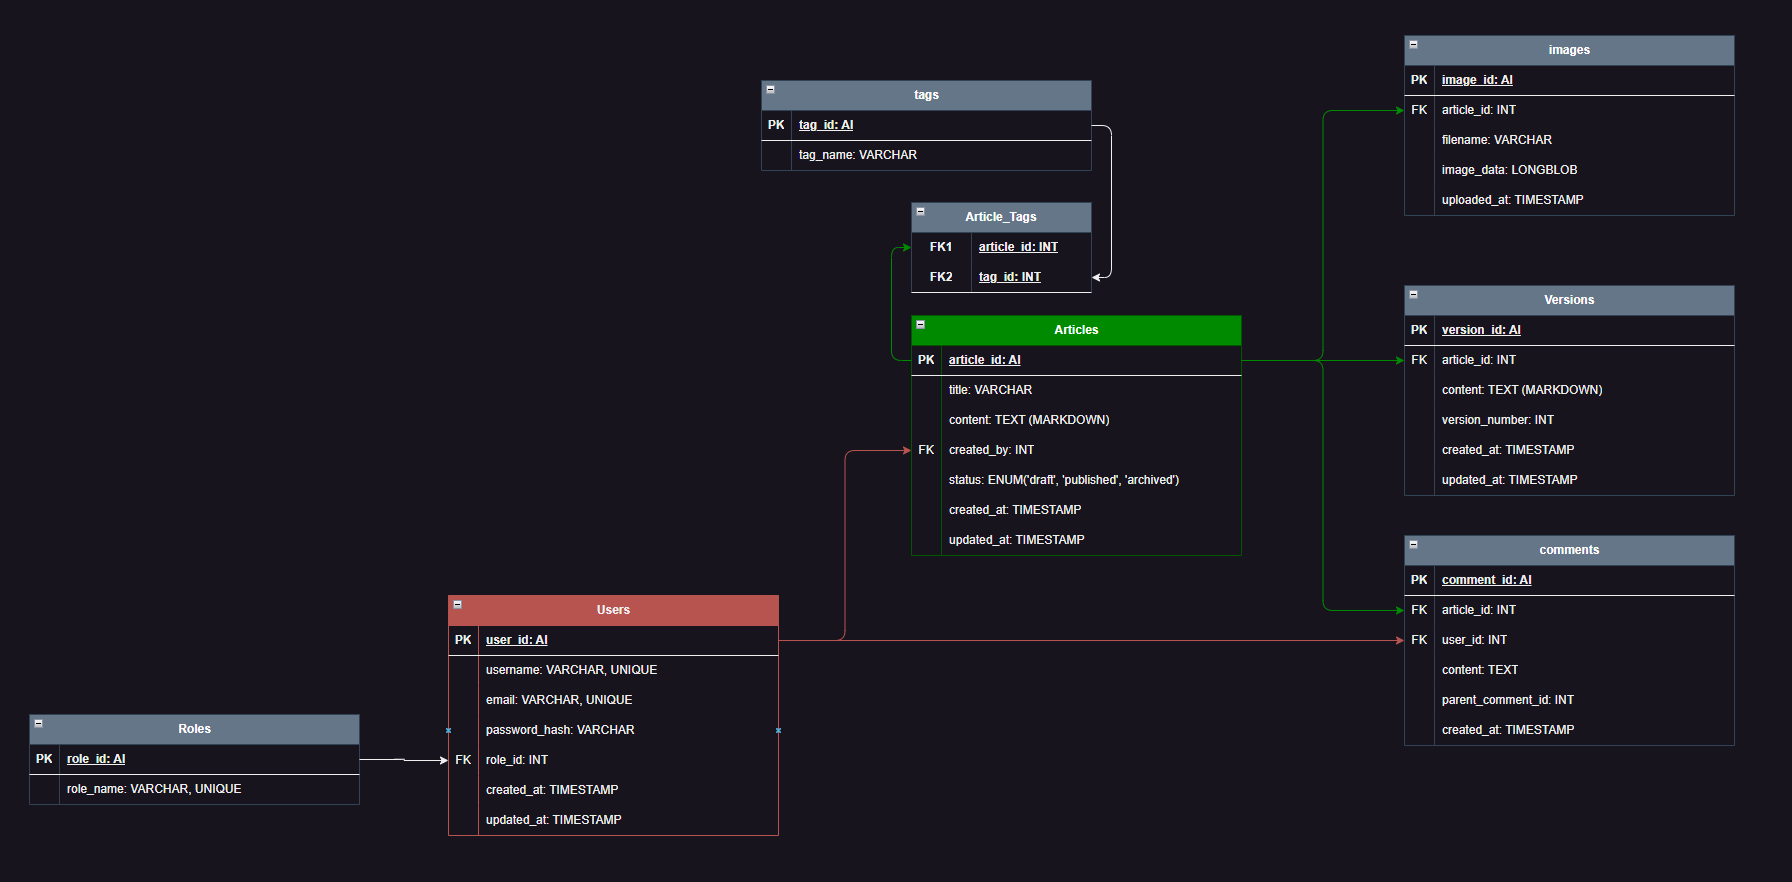 tags
PK tag_id: AI
tag_name: VARCHAR
Article_Tags
FK1 article_id: INT
FK2 tag_id: INT
Articles
PK article_id: AI
title: VARCHAR
content: TEXT (MARKDOWN)
FK created_by: INT
status: ENUM('draft', 'published', 'archived')
created_at: TIMESTAMP
updated_at: TIMESTAMP
images
PK image_id: AI
FK article_id: INT
filename: VARCHAR
image_data: LONGBLOB
uploaded_at: TIMESTAMP
Versions
PK version_id: AI
FK article_id: INT
content: TEXT (MARKDOWN)
version_number: INT
created_at: TIMESTAMP
updated_at: TIMESTAMP
comments
PK comment_id: AI
FK article_id: INT
FK user_id: INT
content: TEXT
parent_comment_id: INT
created_at: TIMESTAMP
Users
PK user_id: AI
username: VARCHAR, UNIQUE
email: VARCHAR, UNIQUE
password_hash: VARCHAR
FK role_id: INT
created_at: TIMESTAMP
updated_at: TIMESTAMP
Roles
PK role_id: AI
role_name: VARCHAR, UNIQUE